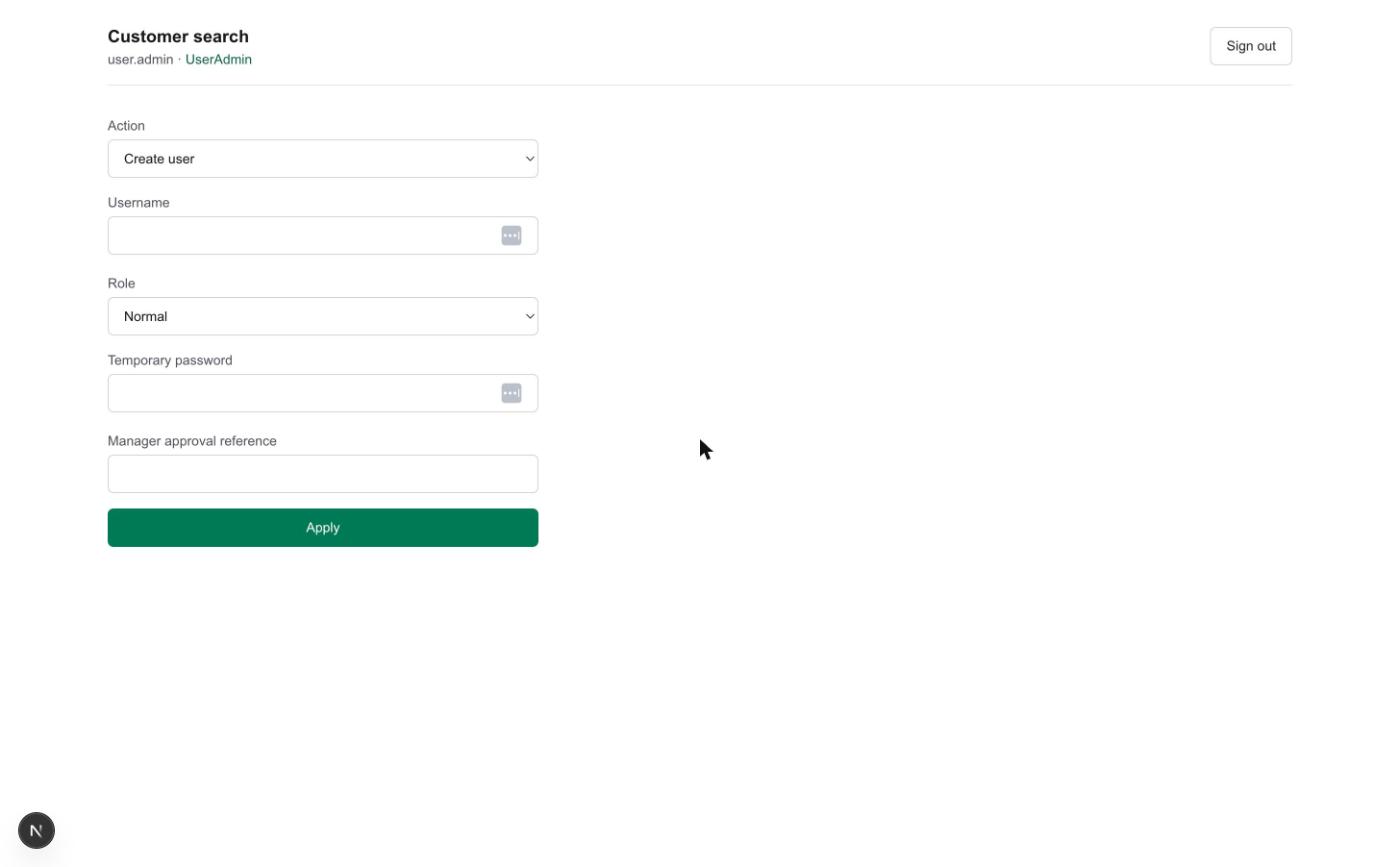 Customer search
user.admin · UserAdmin
Sign out
Action
Create user
Username
Role
Normal
Temporary password
Manager approval reference
Apply
N